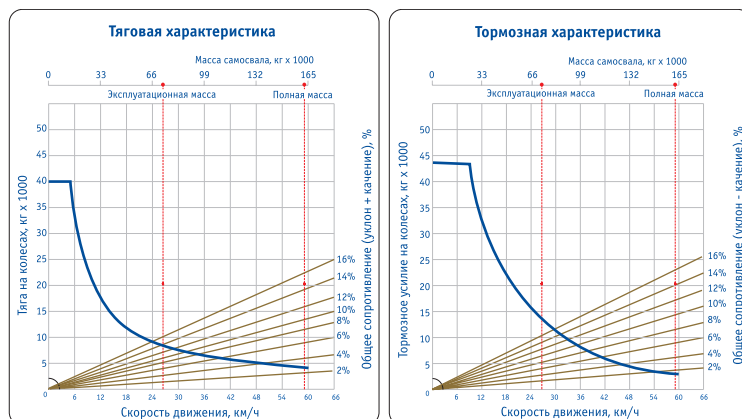 Тяговая характеристика
Масса самосвала, кг x 1000
0 33 66 99 132 165
Эксплуатационная масса Полная масса
50
45
40
35
30
25
20
15
10
5
0
Тяга на колесах, кг x 1000
16%
14%
12%
10%
8%
6%
4%
2%
Общее сопротивление (уклон + качение), %
6 12 18 24 30 36 42 48 54 60 66
Скорость движения, км/ч
Тормозная характеристика
Масса самосвала, кг x 1000
0 33 66 99 132 165
Эксплуатационная масса Полная масса
50
45
40
35
30
25
20
15
10
5
0
Тормозное усилие на колесах, кг x 1000
16%
14%
12%
10%
8%
6%
4%
2%
Общее сопротивление (уклон - качение), %
6 12 18 24 30 36 42 48 54 60 66
Скорость движения, км/ч